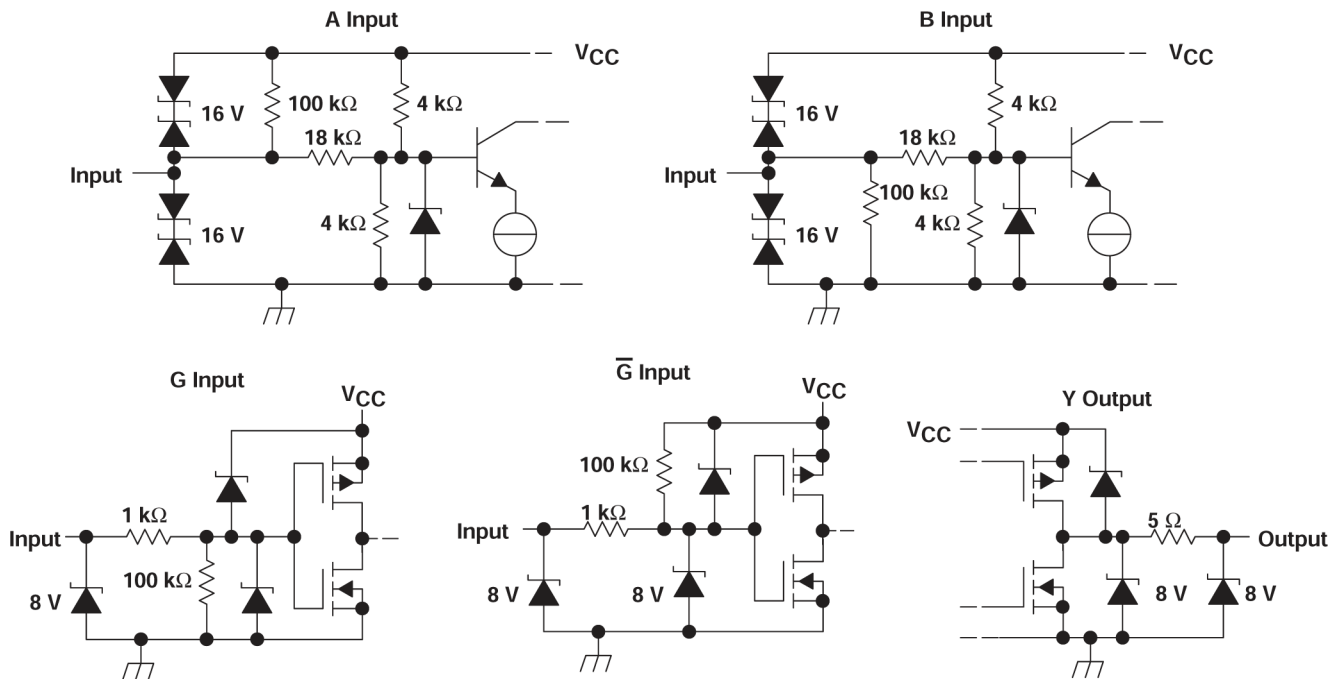 A Input
B Input
VCC
VCC
16 V
100 kΩ
4 kΩ
16 V
4 kΩ
18 kΩ
18 kΩ
Input
Input
100 kΩ
16 V
4 kΩ
16 V
4 kΩ
G Input
G̅ Input
VCC
VCC
Y Output
VCC
100 kΩ
1 kΩ
1 kΩ
5 Ω
Input
Input
Output
100 kΩ
8 V
8 V
8 V
8 V
8 V